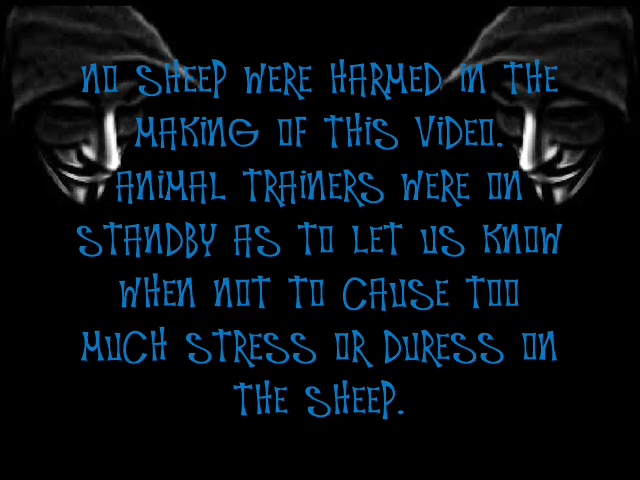 NO SHEEP WERE HARMED IN THE
MAKING OF THIS VIDEO.
ANIMAL TRAINERS WERE ON
STANDBY AS TO LET US KNOW
WHEN NOT TO CAUSE TOO
MUCH STRESS OR DURESS ON
THE SHEEP.